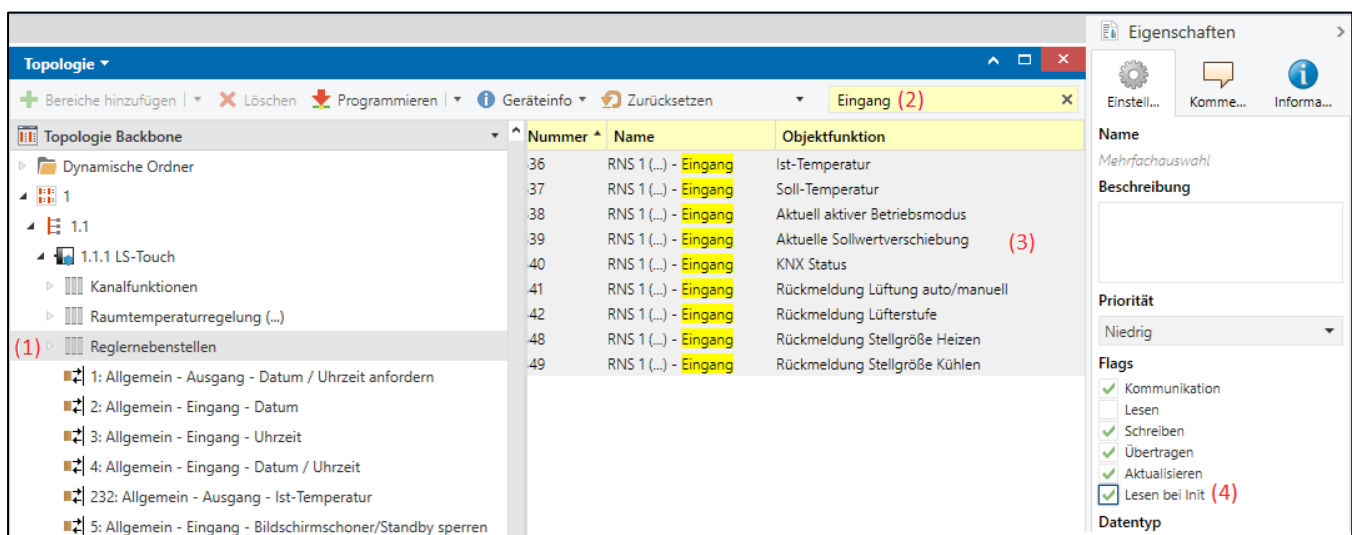 Topologie
Bereiche hinzufügen Löschen Programmieren Geräteinfo Zurücksetzen Eingang (2)
Topologie Backbone
Dynamische Ordner
1
1.1
1.1.1 LS-Touch
Kanalfunktionen
Raumtemperaturregelung (...)
(1) Reglernebenstellen
1: Allgemein - Ausgang - Datum / Uhrzeit anfordern
2: Allgemein - Eingang - Datum
3: Allgemein - Eingang - Uhrzeit
4: Allgemein - Eingang - Datum / Uhrzeit
232: Allgemein - Ausgang - Ist-Temperatur
5: Allgemein - Eingang - Bildschirmschoner/Standby sperren
Nummer Name Objektfunktion
36 RNS 1 (...) - Eingang Ist-Temperatur
37 RNS 1 (...) - Eingang Soll-Temperatur
38 RNS 1 (...) - Eingang Aktuell aktiver Betriebsmodus
39 RNS 1 (...) - Eingang Aktuelle Sollwertverschiebung (3)
40 RNS 1 (...) - Eingang KNX Status
41 RNS 1 (...) - Eingang Rückmeldung Lüftung auto/manuell
42 RNS 1 (...) - Eingang Rückmeldung Lüfterstufe
48 RNS 1 (...) - Eingang Rückmeldung Stellgröße Heizen
49 RNS 1 (...) - Eingang Rückmeldung Stellgröße Kühlen
Eigenschaften
Einstell... Komme... Informa...
Name
Mehrfachauswahl
Beschreibung
Priorität
Niedrig
Flags
Kommunikation
Lesen
Schreiben
Übertragen
Aktualisieren
Lesen bei Init (4)
Datentyp